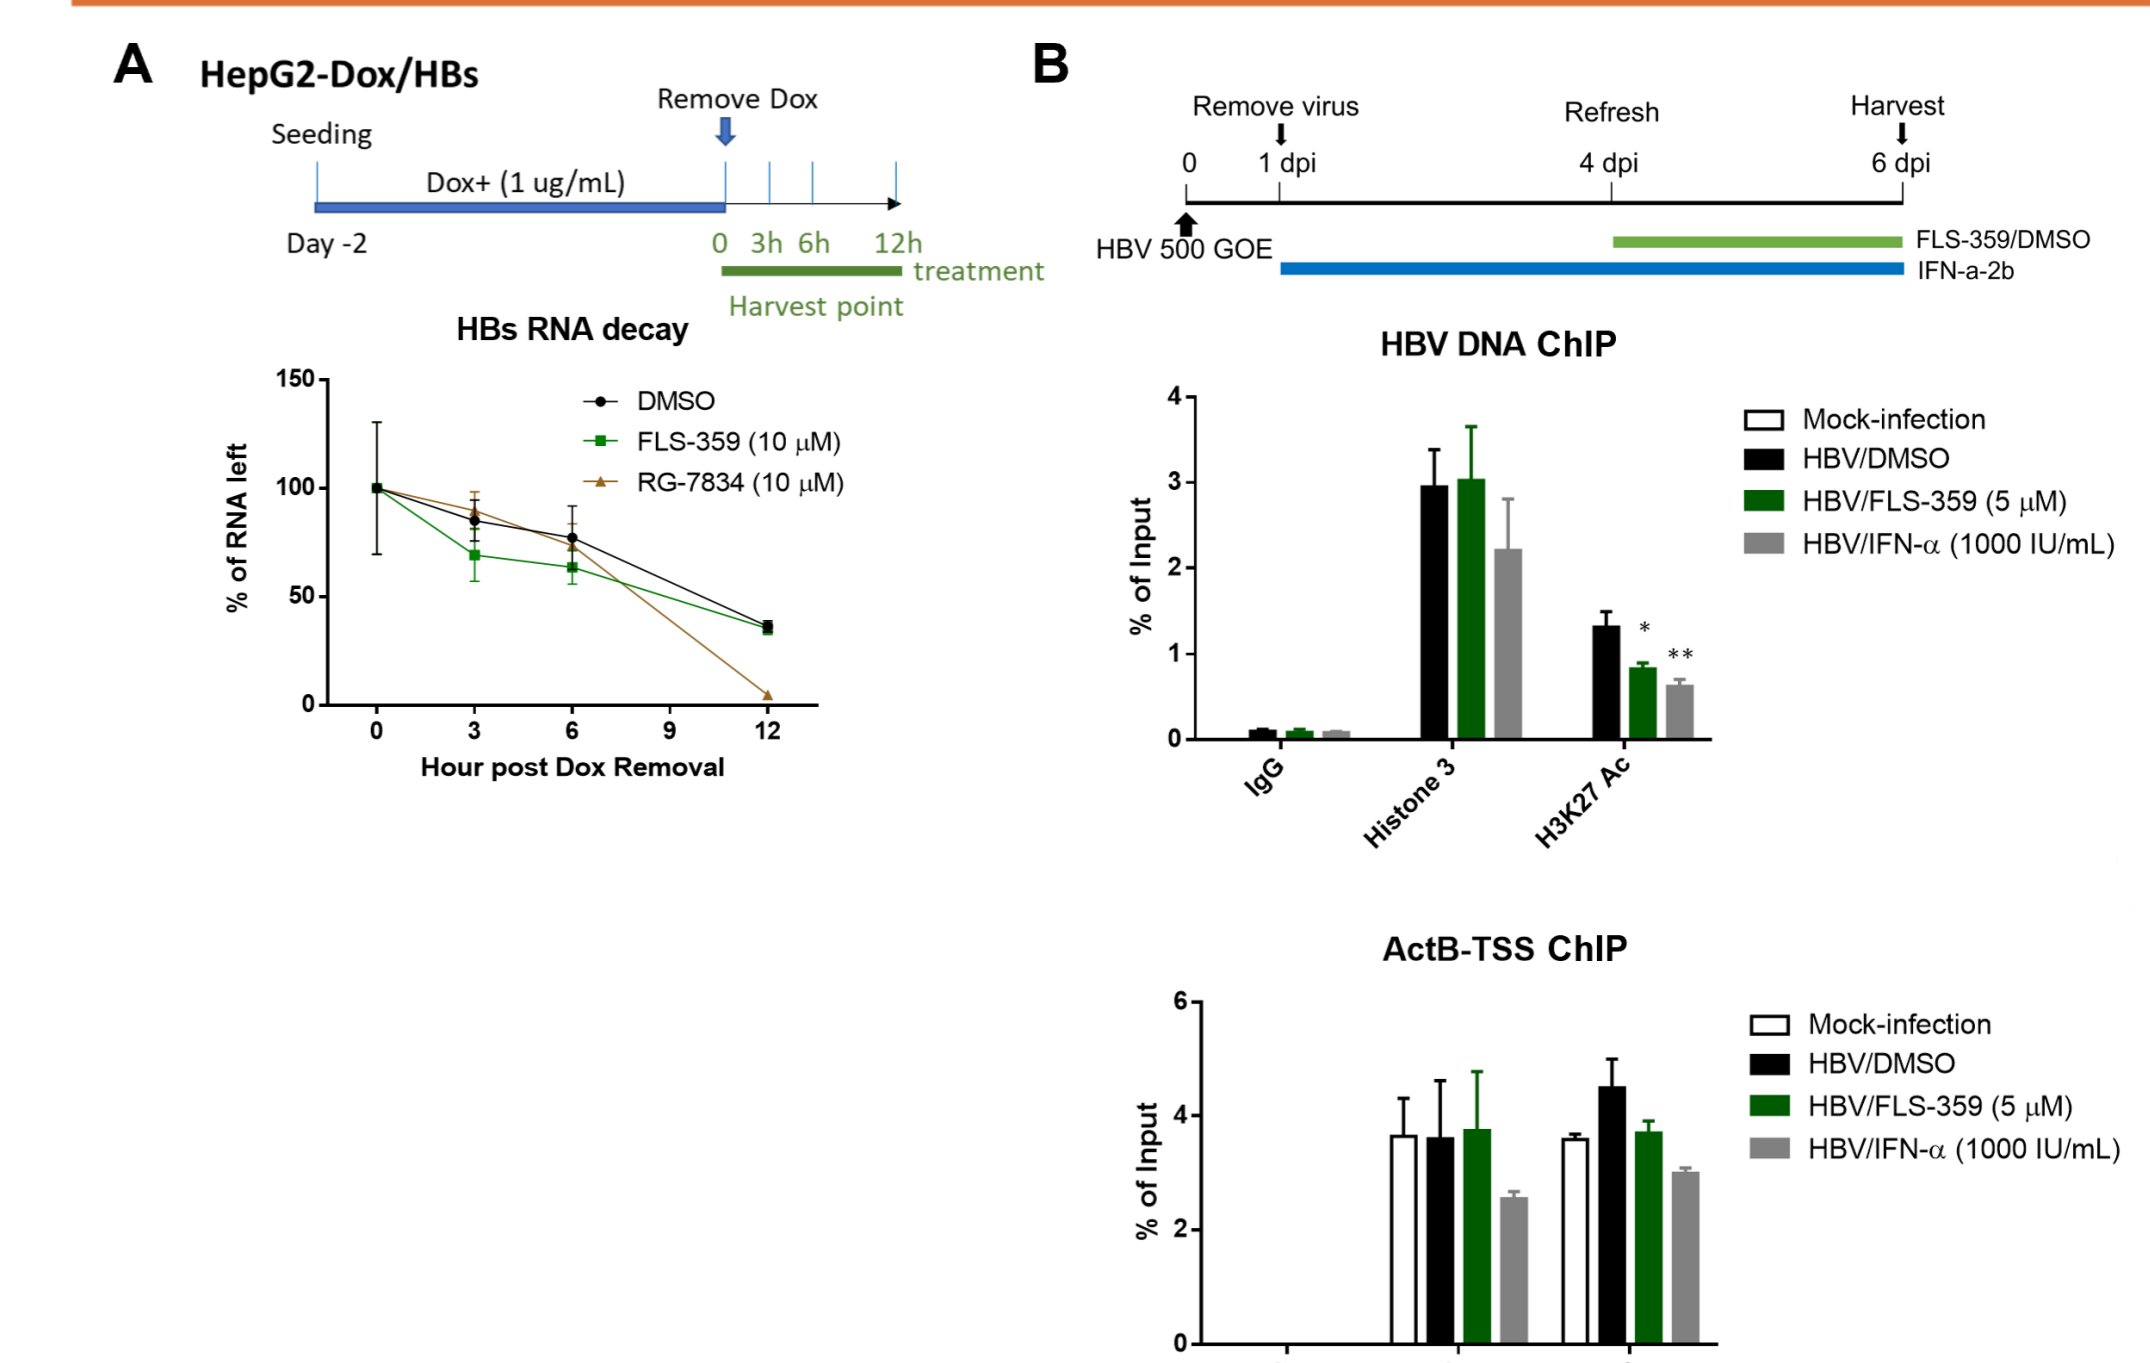 A
HepG2-Dox/HBs
Remove Dox
Seeding
Dox+ (1 ug/mL)
Day -2
0 3h 6h 12h
treatment
Harvest point
HBs RNA decay
150
100
50
0
% of RNA left
DMSO
FLS-359 (10 μM)
RG-7834 (10 μM)
0 3 6 9 12
Hour post Dox Removal
B
Remove virus
Refresh
Harvest
0 1 dpi 4 dpi 6 dpi
HBV 500 GOE
FLS-359/DMSO
IFN-a-2b
HBV DNA ChIP
4
3
2
1
0
% of Input
*
**
IgG
Histone 3
H3K27 Ac
Mock-infection
HBV/DMSO
HBV/FLS-359 (5 μM)
HBV/IFN-α (1000 IU/mL)
ActB-TSS ChIP
6
4
2
0
% of Input
Mock-infection
HBV/DMSO
HBV/FLS-359 (5 μM)
HBV/IFN-α (1000 IU/mL)